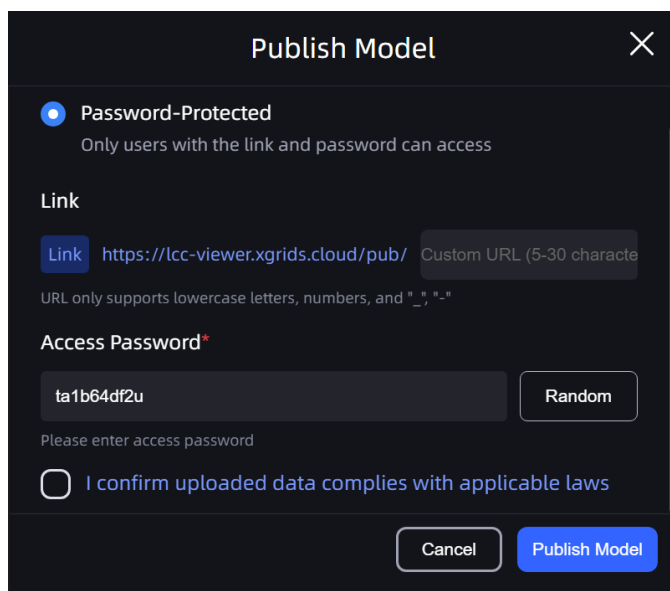 Publish Model
Password-Protected
Only users with the link and password can access
Link
Link https://lcc-viewer.xgrids.cloud/pub/ Custom URL (5-30 characte
URL only supports lowercase letters, numbers, and "_", "-"
Access Password*
ta1b64df2u Random
Please enter access password
I confirm uploaded data complies with applicable laws
Cancel Publish Model